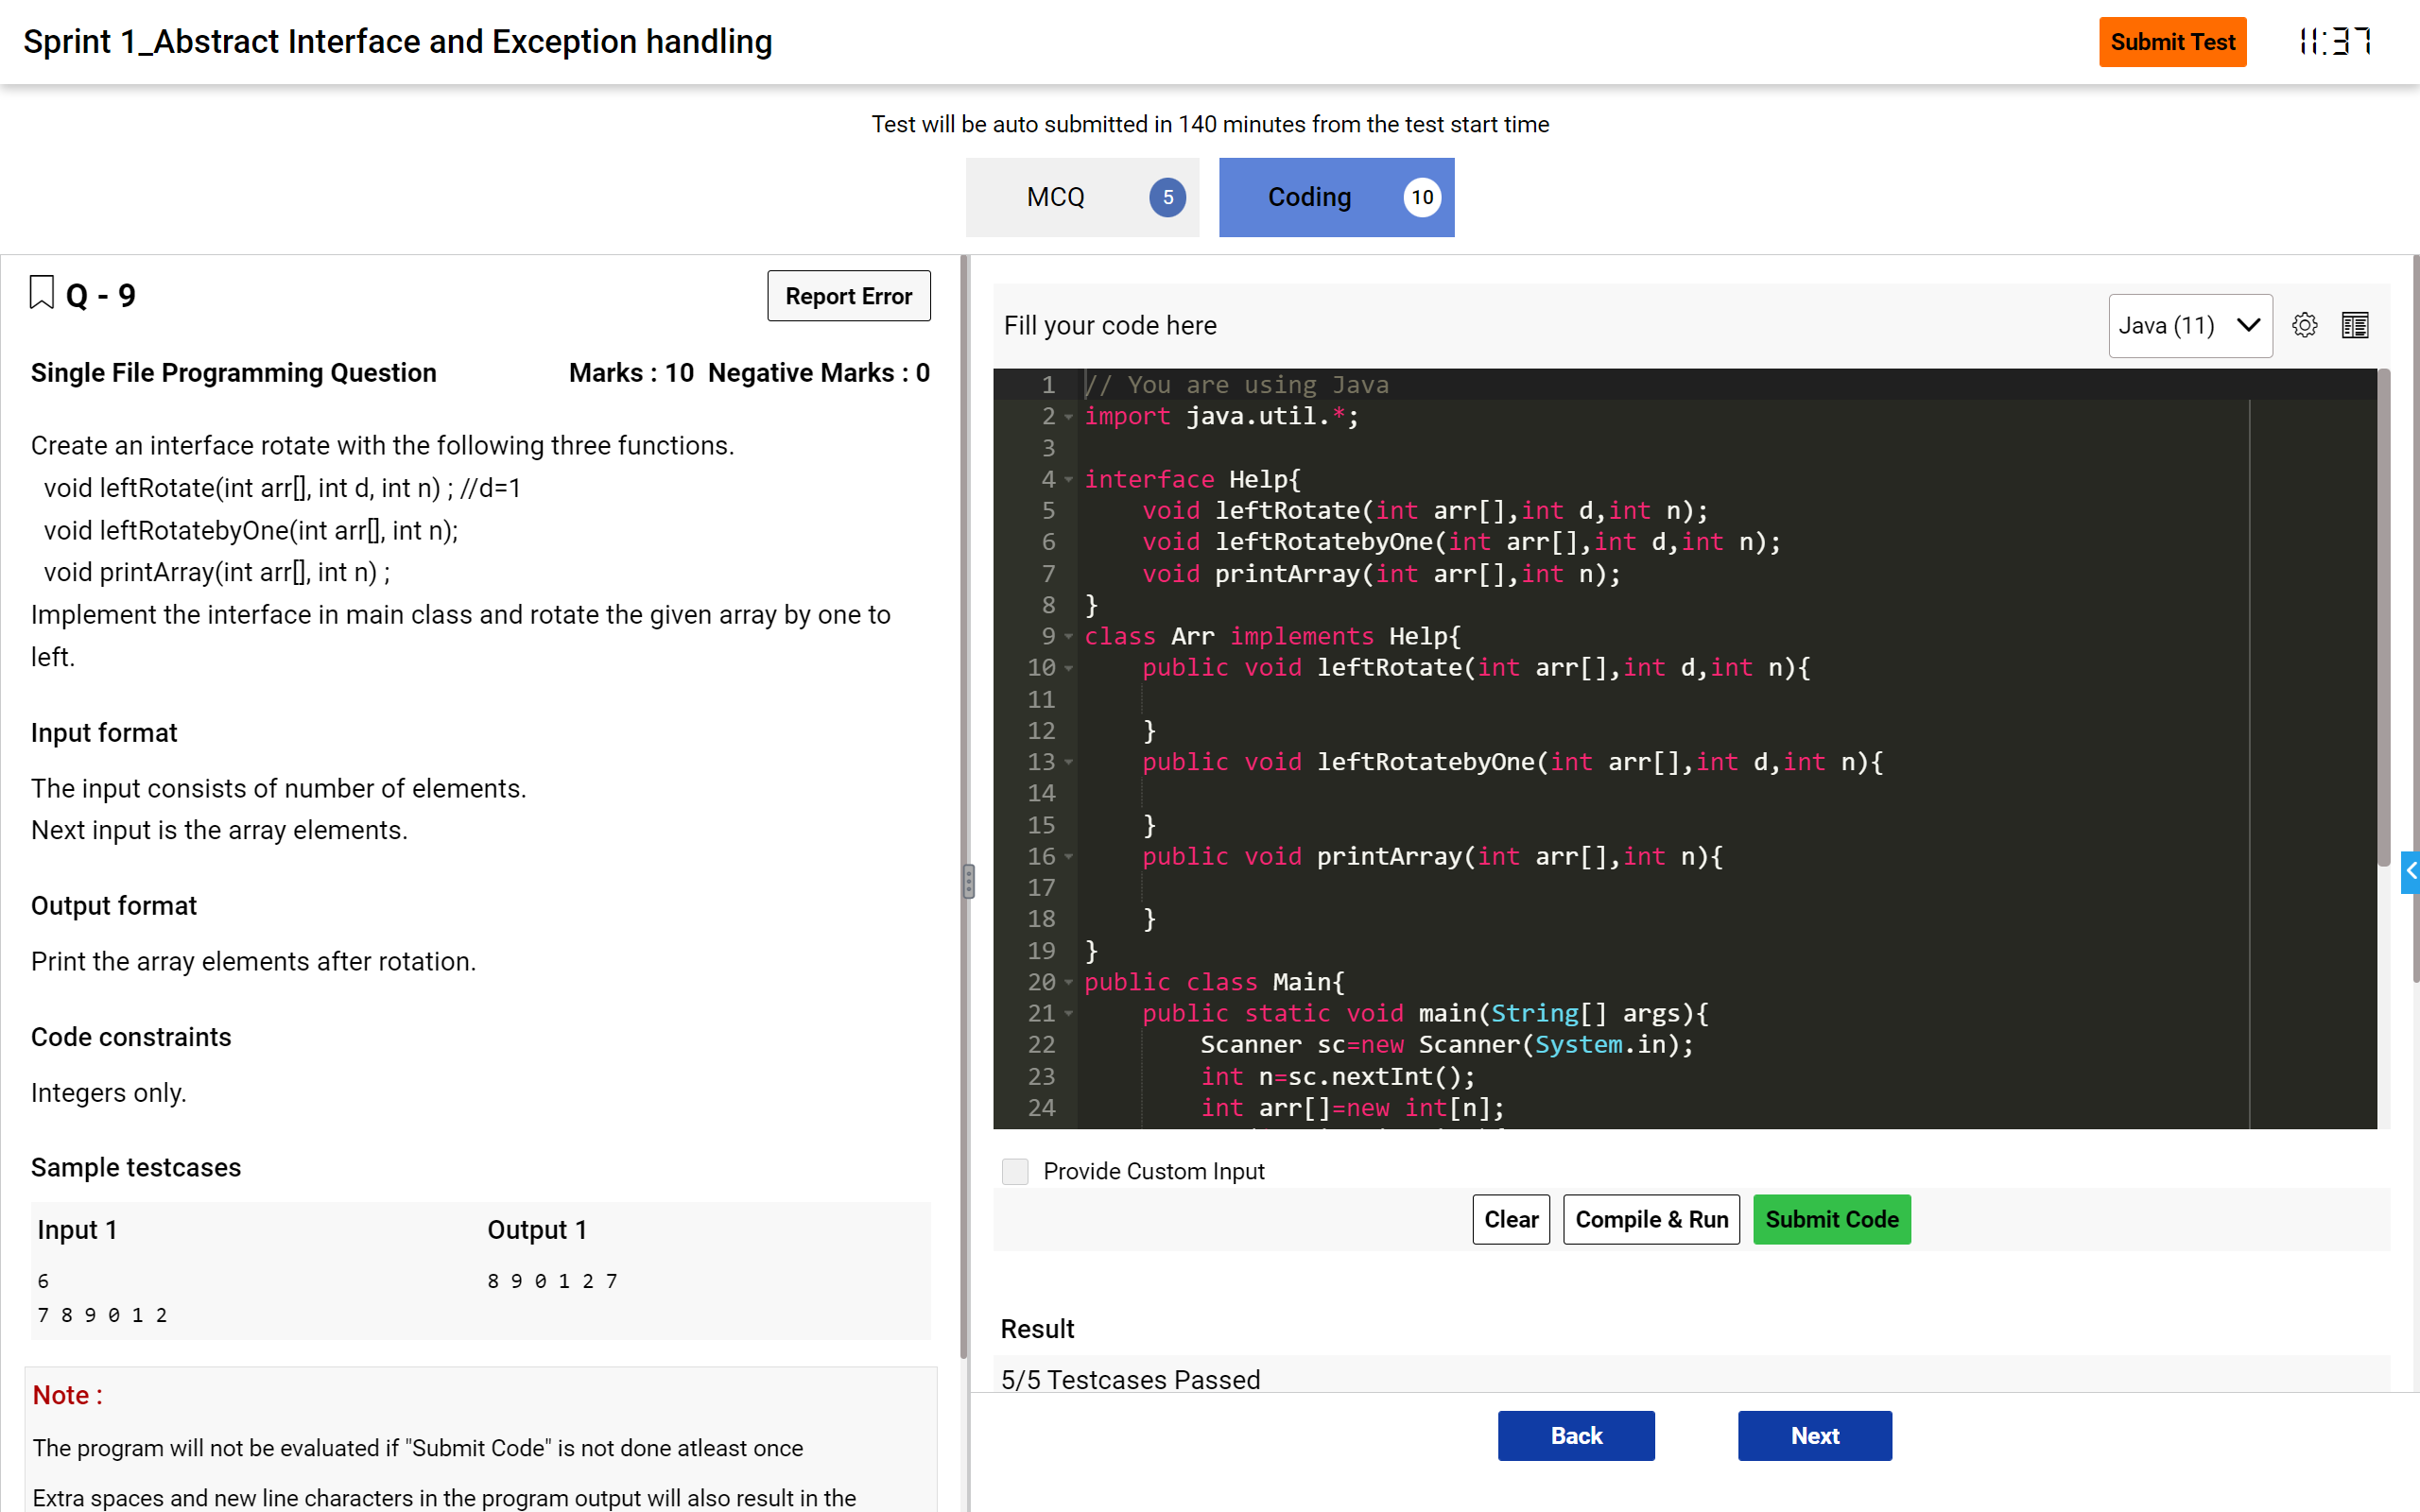 Sprint 1_Abstract Interface and Exception handling
Submit Test
11:37
Test will be auto submitted in 140 minutes from the test start time
MCQ 5
Coding 10
Q - 9
Report Error
Single File Programming Question
Marks : 10 Negative Marks : 0
Create an interface rotate with the following three functions.
void leftRotate(int arr[], int d, int n) ; //d=1
void leftRotatebyOne(int arr[], int n);
void printArray(int arr[], int n) ;
Implement the interface in main class and rotate the given array by one to
left.
Input format
The input consists of number of elements.
Next input is the array elements.
Output format
Print the array elements after rotation.
Code constraints
Integers only.
Sample testcases
Input 1
Output 1
6
8 9 0 1 2 7
7 8 9 0 1 2
Note :
The program will not be evaluated if "Submit Code" is not done atleast once
Extra spaces and new line characters in the program output will also result in the
Fill your code here
Java (11)
1 // You are using Java
2 import java.util.*;
3
4 interface Help{
5 void leftRotate(int arr[],int d,int n);
6 void leftRotatebyOne(int arr[],int d,int n);
7 void printArray(int arr[],int n);
8 }
9 class Arr implements Help{
10 public void leftRotate(int arr[],int d,int n){
11
12 }
13 public void leftRotatebyOne(int arr[],int d,int n){
14
15 }
16 public void printArray(int arr[],int n){
17
18 }
19 }
20 public class Main{
21 public static void main(String[] args){
22 Scanner sc=new Scanner(System.in);
23 int n=sc.nextInt();
24 int arr[]=new int[n];
Provide Custom Input
Clear
Compile & Run
Submit Code
Result
5/5 Testcases Passed
Back
Next